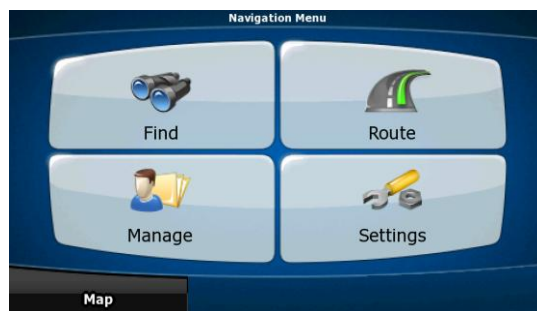 Navigation Menu
Find
Route
Manage
Settings
Map